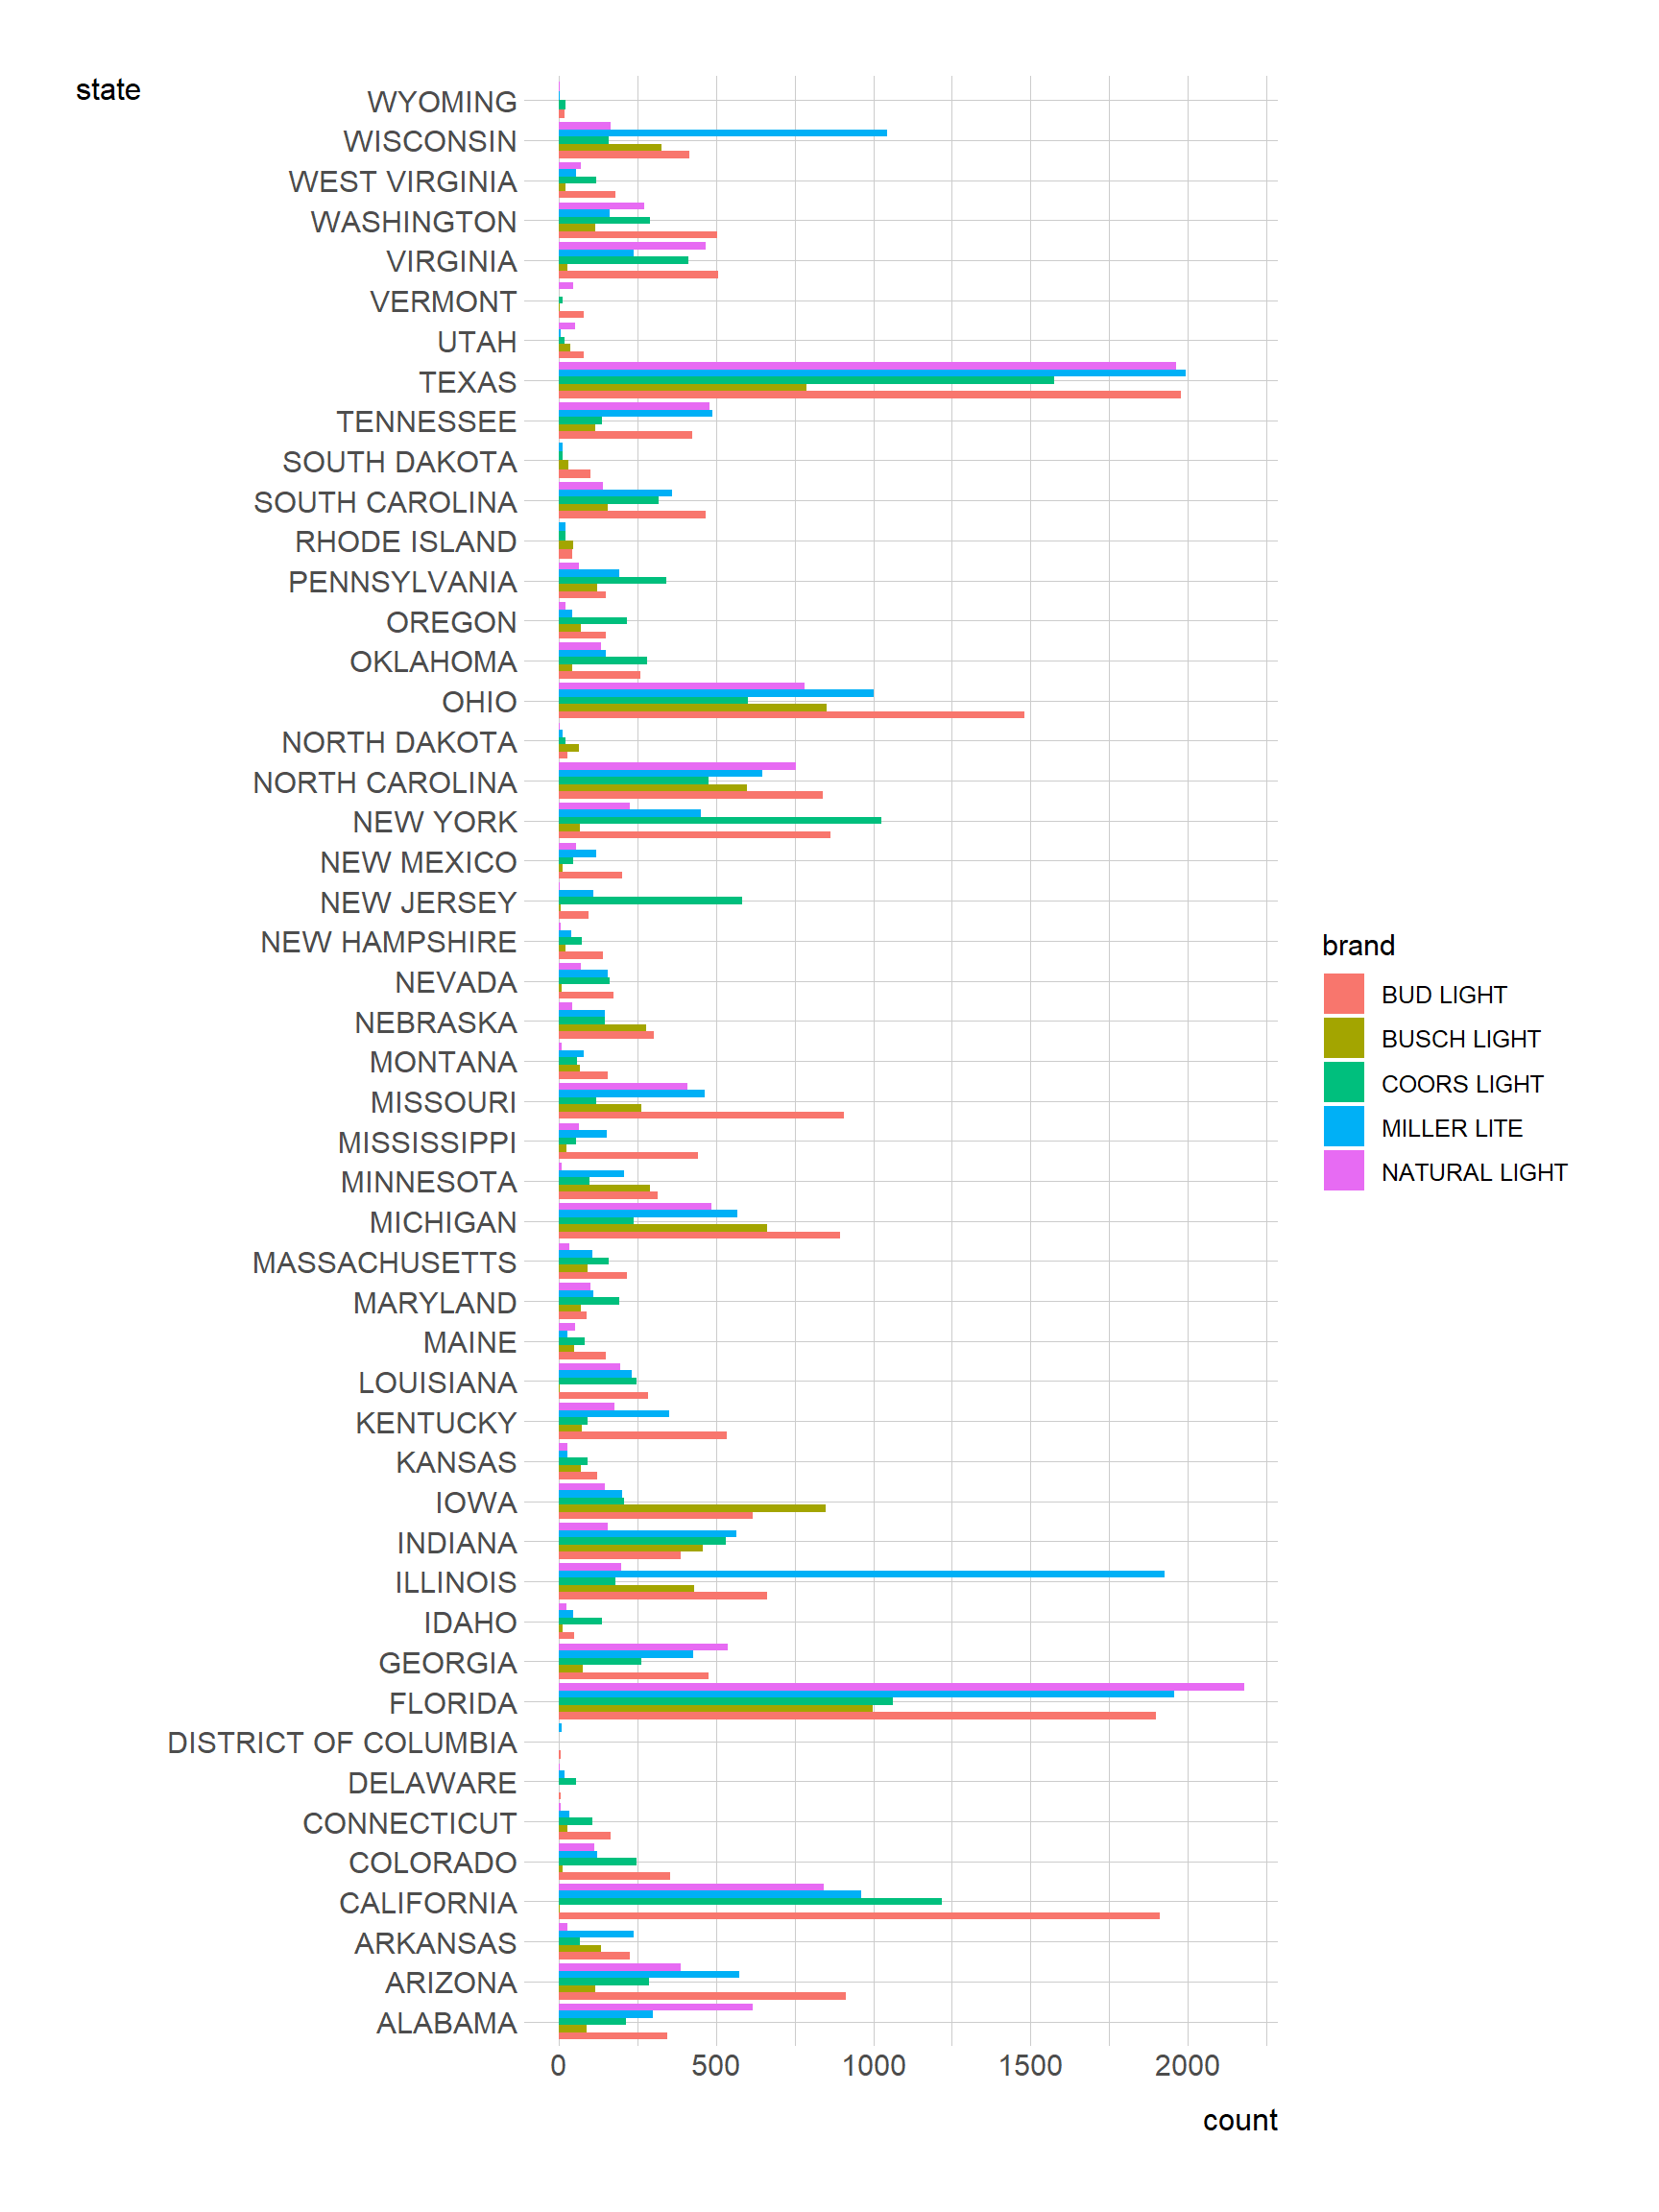 state
WYOMING
WISCONSIN
WEST VIRGINIA
WASHINGTON
VIRGINIA
VERMONT
UTAH
TEXAS
TENNESSEE
SOUTH DAKOTA
SOUTH CAROLINA
RHODE ISLAND
PENNSYLVANIA
OREGON
OKLAHOMA
OHIO
NORTH DAKOTA
NORTH CAROLINA
NEW YORK
NEW MEXICO
NEW JERSEY
NEW HAMPSHIRE
NEVADA
NEBRASKA
MONTANA
MISSOURI
MISSISSIPPI
MINNESOTA
MICHIGAN
MASSACHUSETTS
MARYLAND
MAINE
LOUISIANA
KENTUCKY
KANSAS
IOWA
INDIANA
ILLINOIS
IDAHO
GEORGIA
FLORIDA
DISTRICT OF COLUMBIA
DELAWARE
CONNECTICUT
COLORADO
CALIFORNIA
ARKANSAS
ARIZONA
ALABAMA
0 500 1000 1500 2000
count
brand
BUD LIGHT
BUSCH LIGHT
COORS LIGHT
MILLER LITE
NATURAL LIGHT